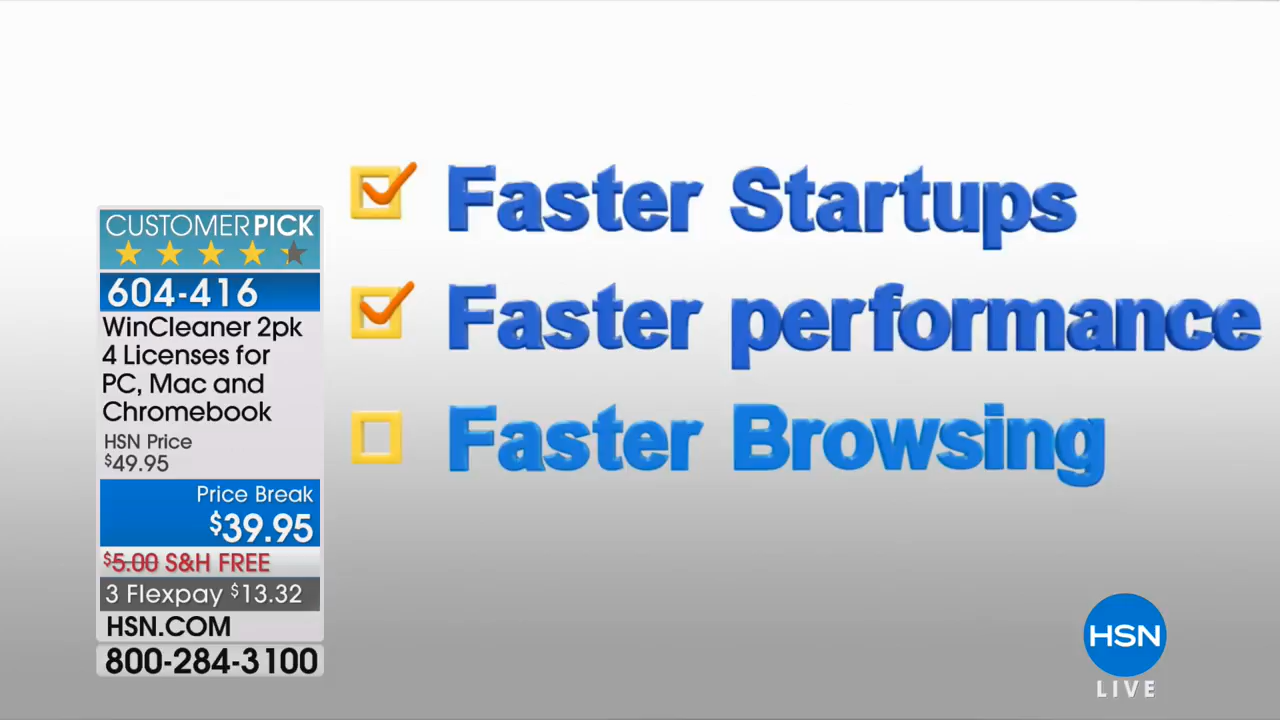 CUSTOMER PICK
604-416
WinCleaner 2pk
4 Licenses for
PC, Mac and
Chromebook
HSN Price
$49.95
Price Break
$39.95
$5.00 S&H FREE
3 Flexpay $13.32
HSN.COM
800-284-3100
Faster Startups
Faster performance
Faster Browsing
HSN
LIVE